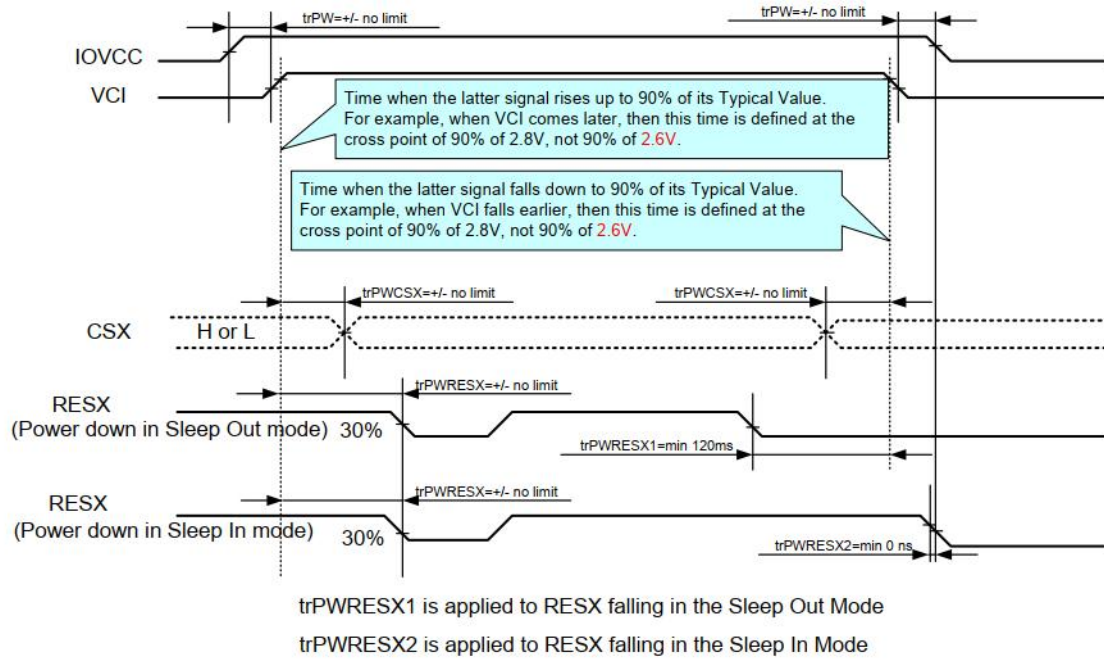 trPW=+/- no limit
trPW=+/- no limit
IOVCC
VCI
Time when the latter signal rises up to 90% of its Typical Value.
For example, when VCI comes later, then this time is defined at the
cross point of 90% of 2.8V, not 90% of 2.6V.
Time when the latter signal falls down to 90% of its Typical Value.
For example, when VCI falls earlier, then this time is defined at the
cross point of 90% of 2.8V, not 90% of 2.6V.
trPWCSX=+/- no limit
trPWCSX=+/- no limit
CSX
H or L
trPWRESX=+/- no limit
RESX
(Power down in Sleep Out mode)
30%
trPWRESX1=min 120ms
trPWRESX=+/- no limit
RESX
(Power down in Sleep In mode)
30%
trPWRESX2=min 0 ns
trPWRESX1 is applied to RESX falling in the Sleep Out Mode
trPWRESX2 is applied to RESX falling in the Sleep In Mode